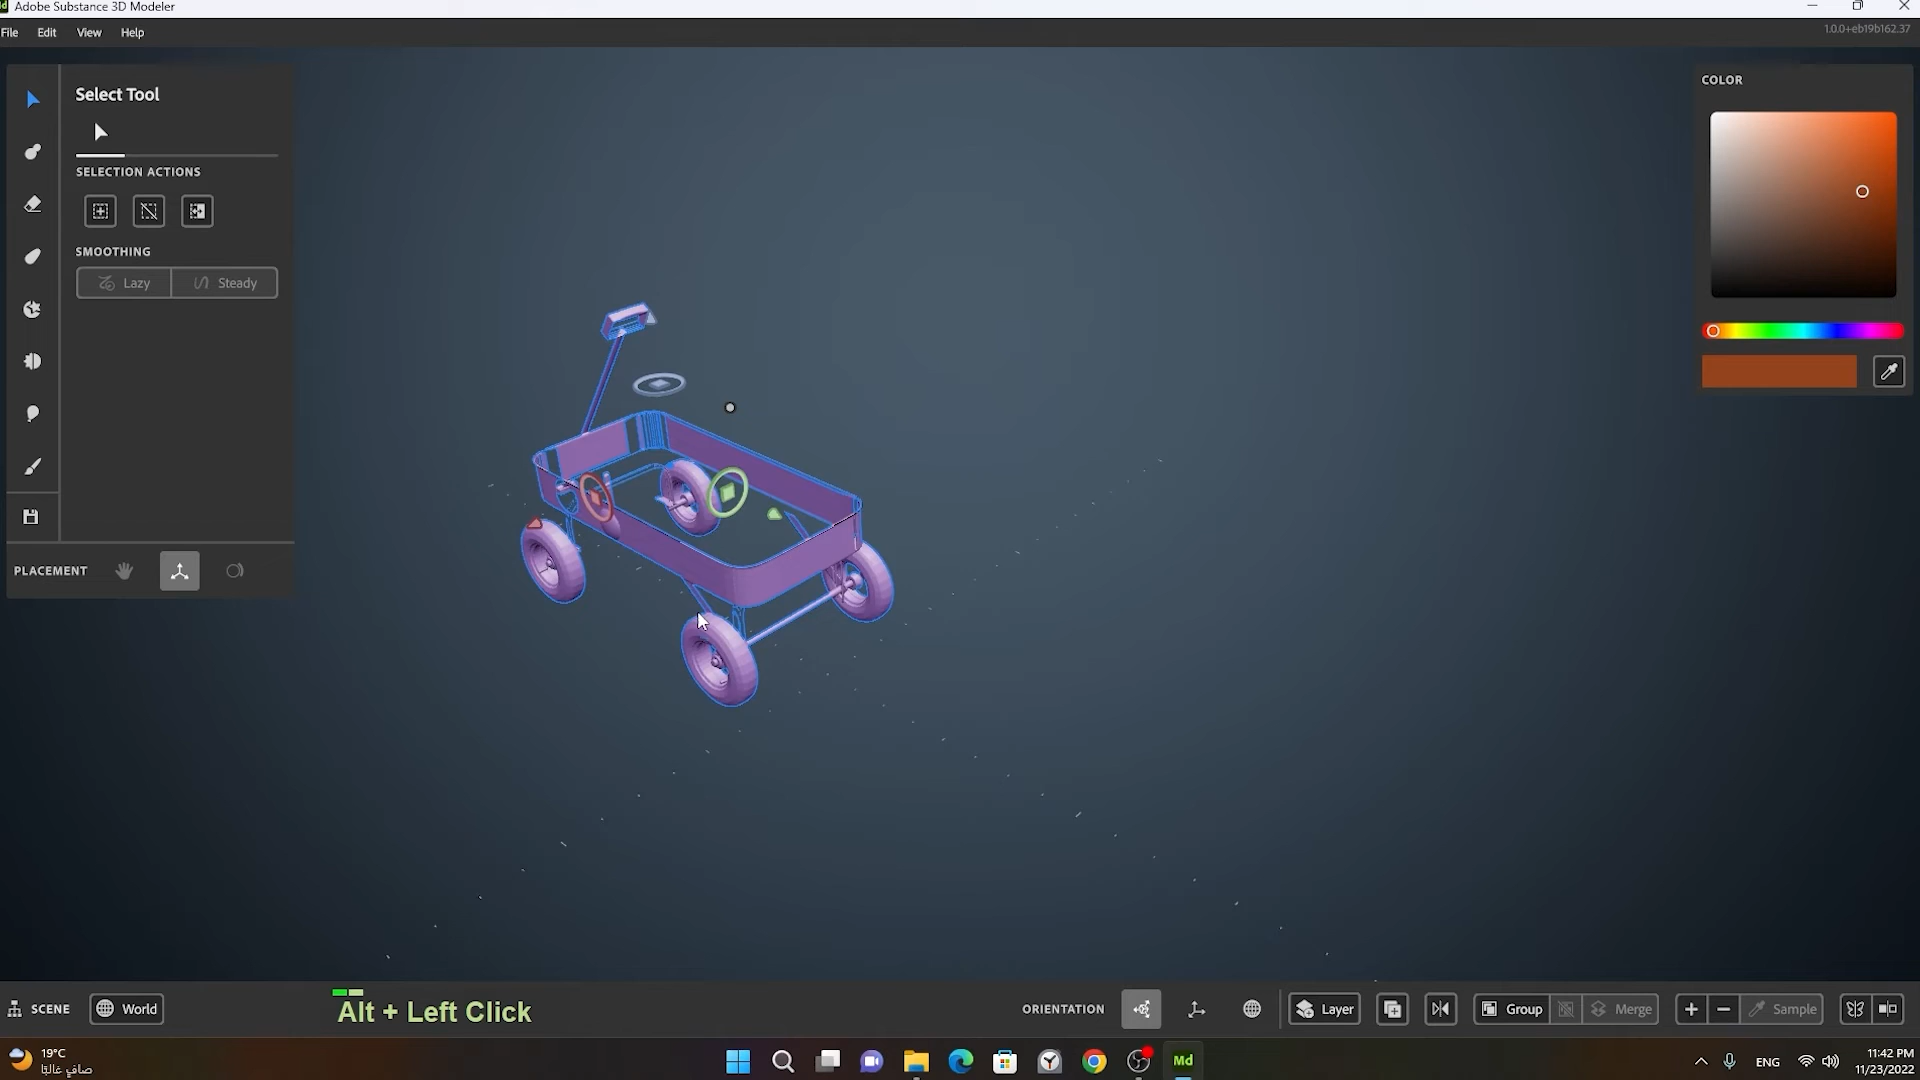 Md Adobe Substance 3D Modeler
File Edit View Help
1.0.0+eb19b162.37
Select Tool
SELECTION ACTIONS
SMOOTHING
Lazy Steady
PLACEMENT
COLOR
SCENE World
Alt + Left Click
ORIENTATION Layer Group Merge Sample
19°C
صافٍ غالبًا
Md
ENG
11:42 PM
11/23/2022